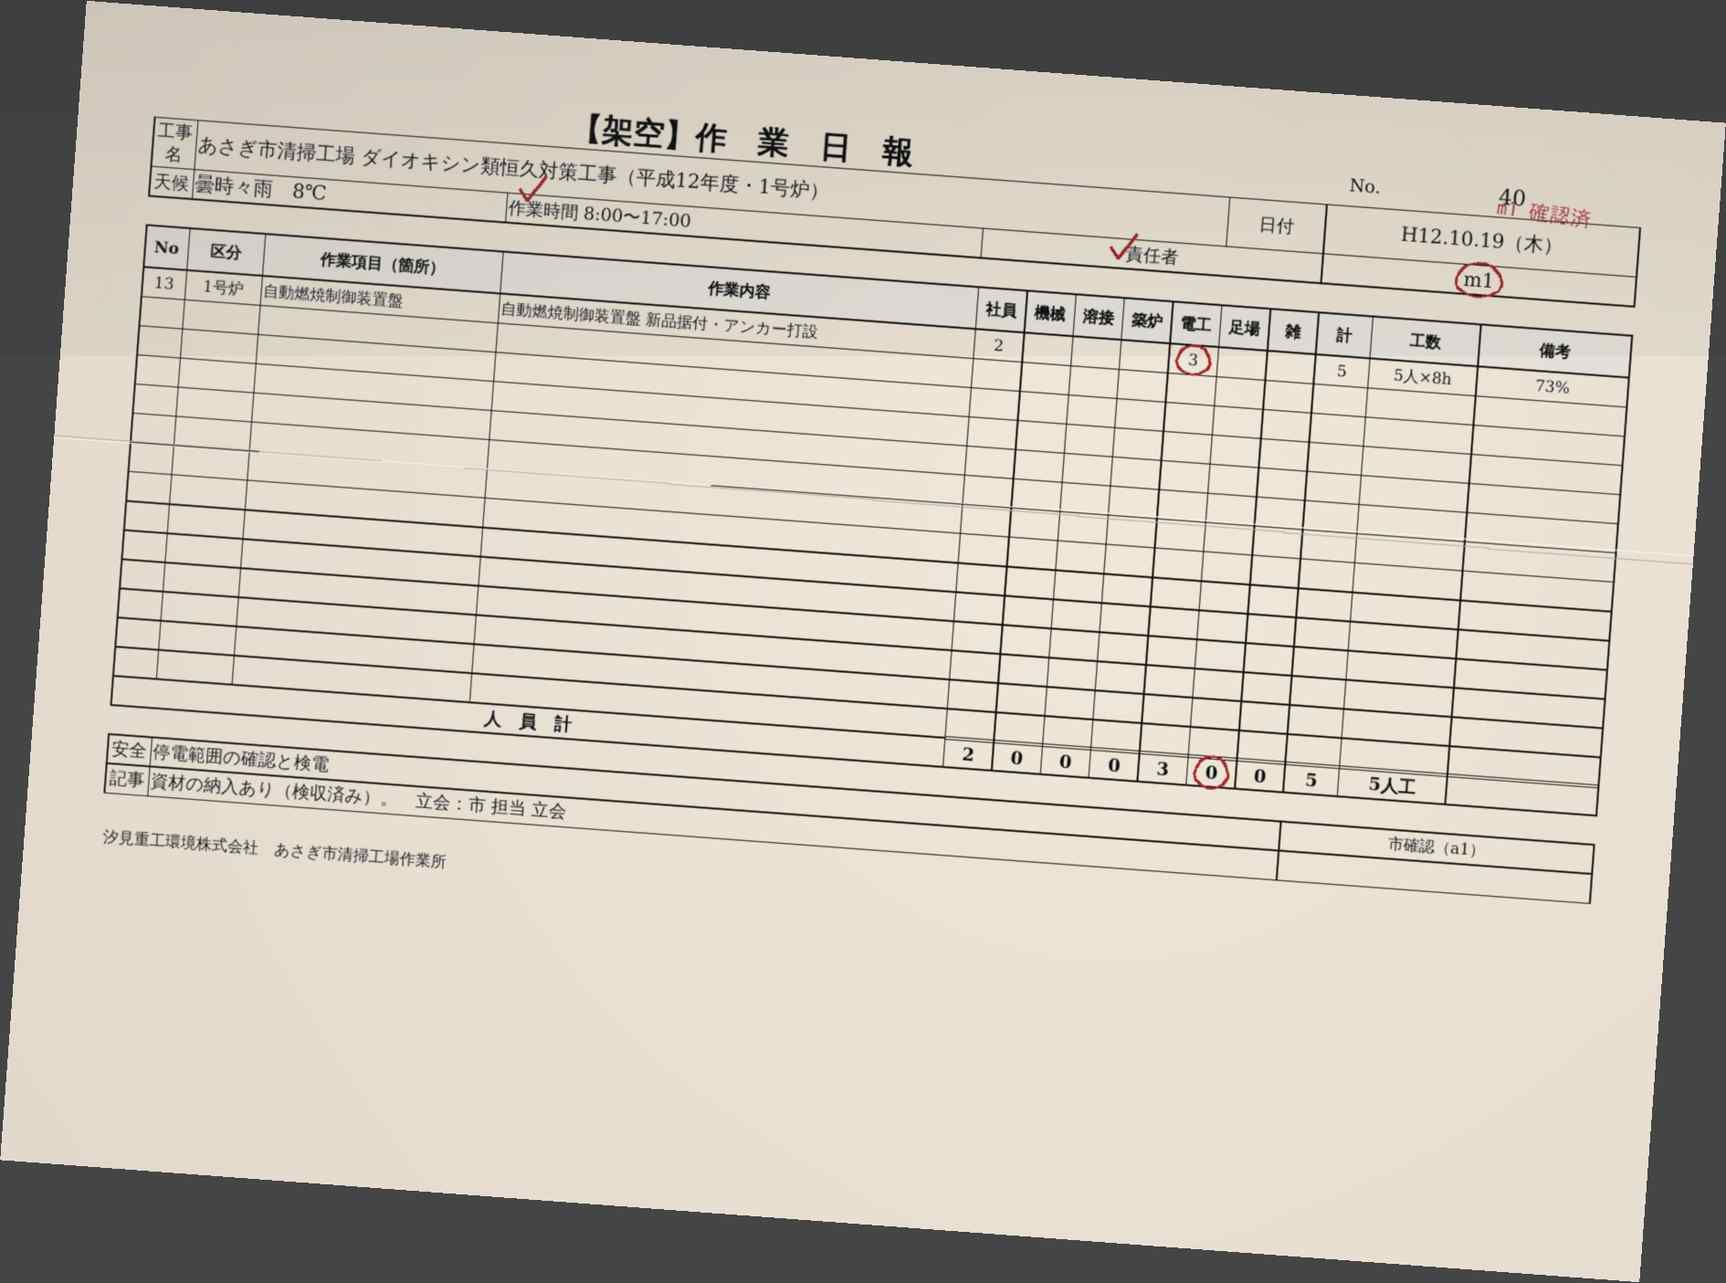 【架空】作 業 日 報
No. 40
m1 確認済
工事名 あさぎ市清掃工場 ダイオキシン類恒久対策工事（平成12年度・1号炉） 日付 H12.10.19（木）
天候 曇時々雨 8℃ 作業時間 8:00〜17:00 責任者 m1
No 区分 作業項目（箇所） 作業内容 社員 機械 溶接 築炉 電工 足場 雑 計 工数 備考
13 1号炉 自動燃焼制御装置盤 自動燃焼制御装置盤 新品据付・アンカー打設 2 3 5 5人×8h 73%
人 員 計 2 0 0 0 3 0 0 5 5人工
安全 停電範囲の確認と検電 市確認（a1）
記事 資材の納入あり（検収済み）。 立会：市 担当 立会
汐見重工環境株式会社 あさぎ市清掃工場作業所